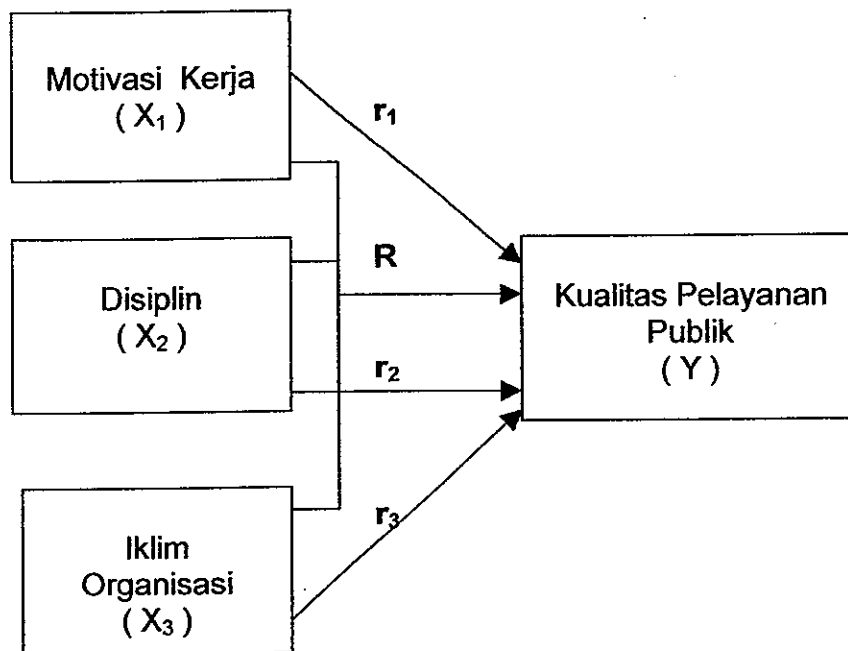 Motivasi Kerja
( X₁ )
r₁
R
Disiplin
( X₂ )
r₂
Kualitas Pelayanan
Publik
( Y )
r₃
Iklim
Organisasi
( X₃ )